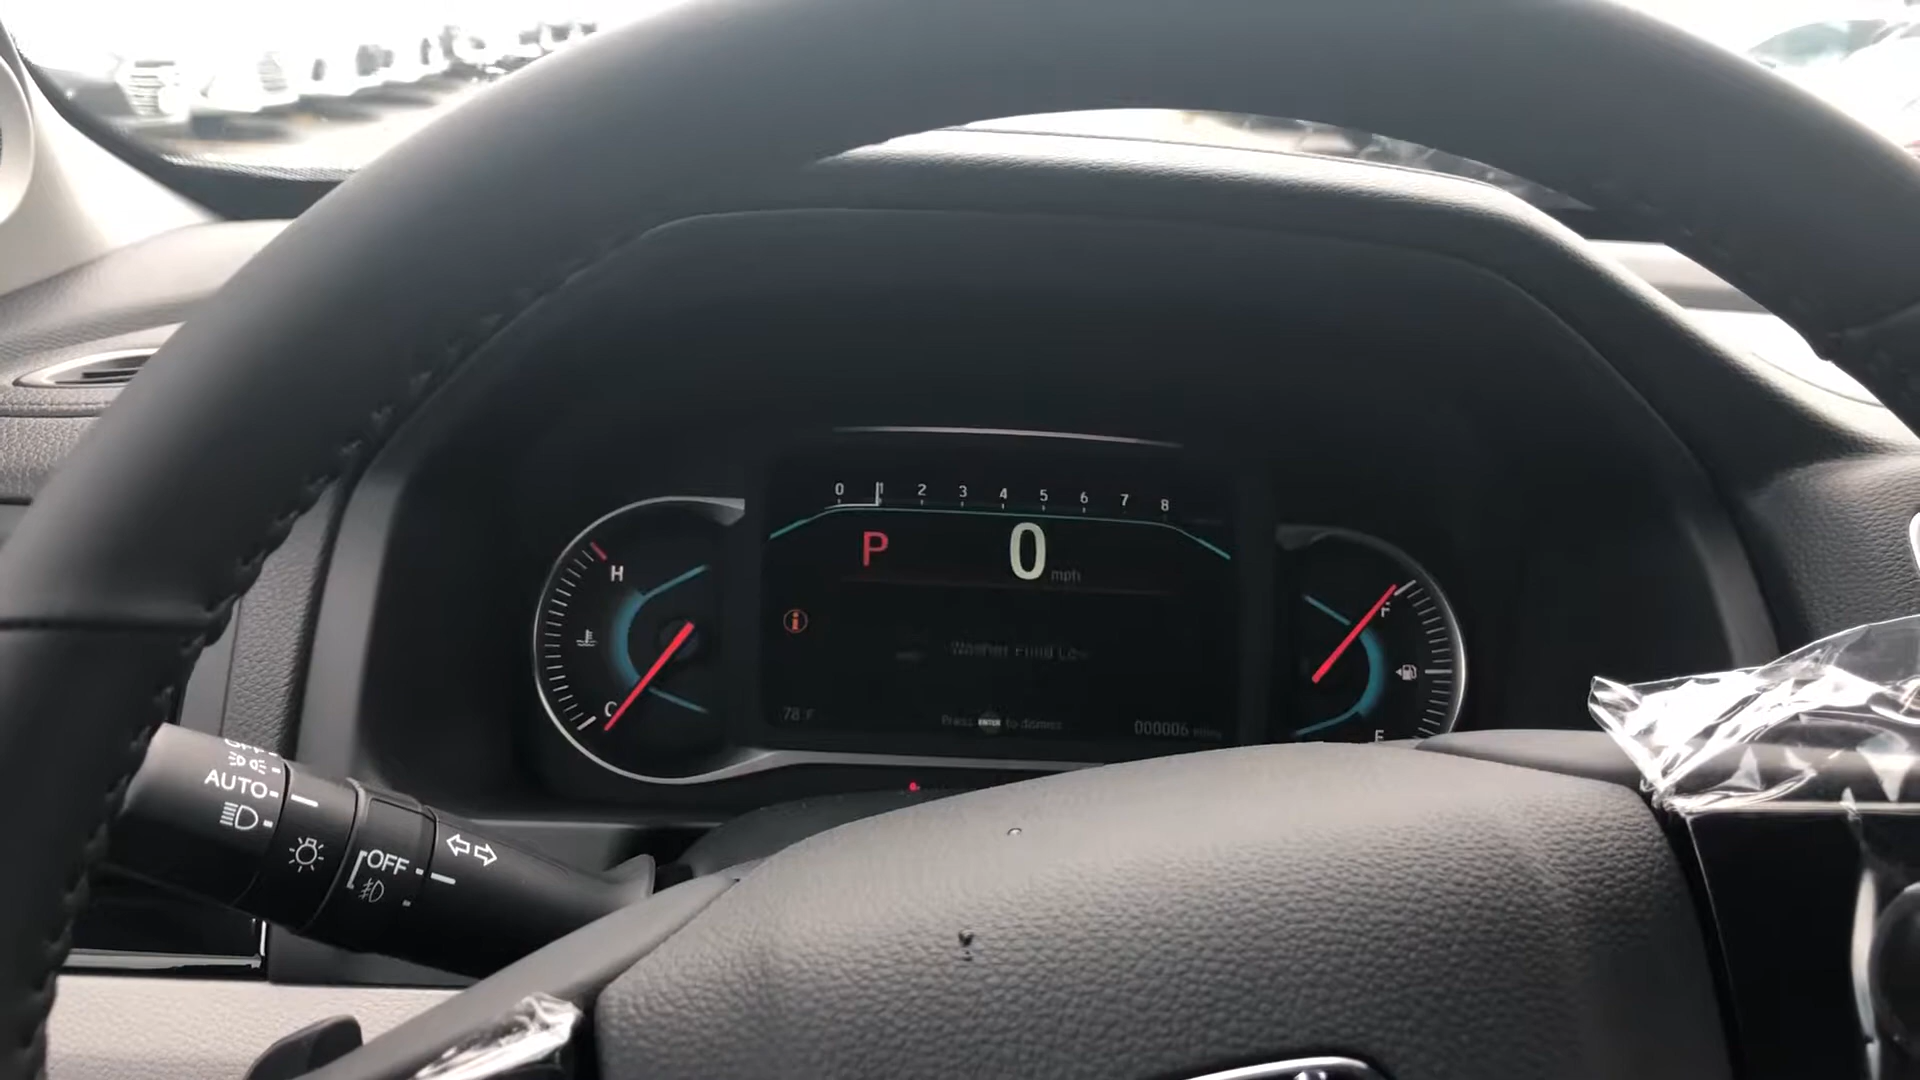 0 1 2 3 4 5 6 7 8
P 0 mph
H
C
F
E
Washer Fluid Low
78°F
Press ENTER to dismiss
000006 miles
OFF
AUTO
OFF